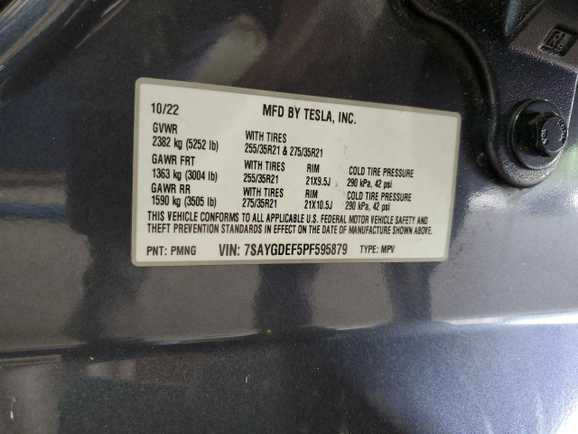 10/22 MFD BY TESLA, INC.
GVWR
2382 kg (5252 lb)
WITH TIRES
255/35R21 & 275/35R21
GAWR FRT WITH TIRES RIM COLD TIRE PRESSURE
1363 kg (3004 lb) 255/35R21 21X9.5J 290 kPa, 42 psi
GAWR RR WITH TIRES RIM COLD TIRE PRESSURE
1590 kg (3505 lb) 275/35R21 21X10.5J 290 kPa, 42 psi
THIS VEHICLE CONFORMS TO ALL APPLICABLE U.S. FEDERAL MOTOR VEHICLE SAFETY AND
THEFT PREVENTION STANDARDS IN EFFECT ON THE DATE OF MANUFACTURE SHOWN ABOVE.
PNT: PMNG VIN: 7SAYGDEF5PF595879 TYPE: MPV